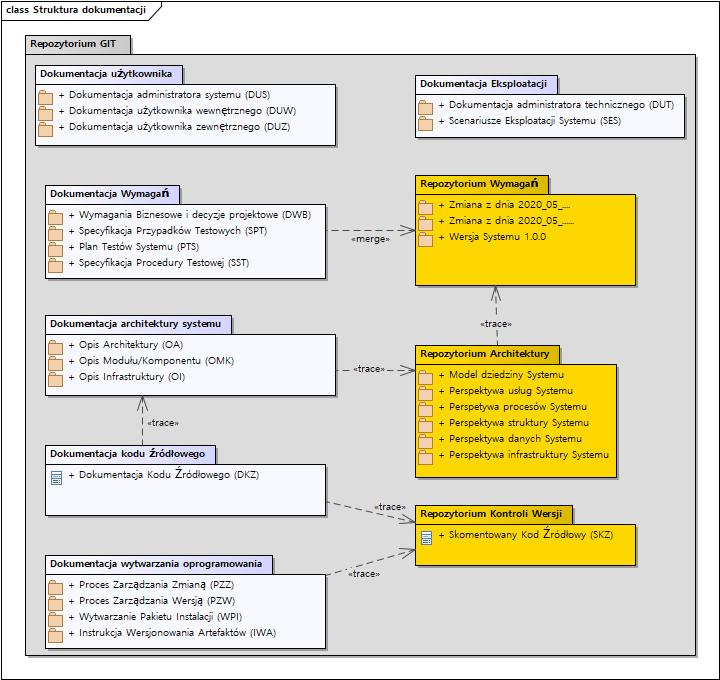 class Struktura dokumentacji
Repozytorium GIT
Dokumentacja użytkownika
+ Dokumentacja administratora systemu (DUS)
+ Dokumentacja użytkownika wewnętrznego (DUW)
+ Dokumentacja użytkownika zewnętrznego (DUZ)
Dokumentacja Eksploatacji
+ Dokumentacja administratora technicznego (DUT)
+ Scenariusze Eksploatacji Systemu (SES)
Dokumentacja Wymagań
+ Wymagania Biznesowe i decyzje projektowe (DWB)
+ Specyfikacja Przypadków Testowych (SPT)
+ Plan Testów Systemu (PTS)
+ Specyfikacja Procedury Testowej (SST)
«merge»
Repozytorium Wymagań
+ Zmiana z dnia 2020_05_....
+ Zmiana z dnia 2020_05_.....
+ Wersja Systemu 1.0.0
«trace»
Dokumentacja architektury systemu
+ Opis Architektury (OA)
+ Opis Modułu/Komponentu (OMK)
+ Opis Infrastruktury (OI)
«trace»
Repozytorium Architektury
+ Model dziedziny Systemu
+ Perspektywa usług Systemu
+ Perspetywa procesów Systemu
+ Perspektywa struktury Systemu
+ Perspektywa danych Systemu
+ Perspektywa infrastruktury Systemu
«trace»
Dokumentacja kodu źródłowego
+ Dokumentacja Kodu Źródłowego (DKZ)
«trace»
Repozytorium Kontroli Wersji
+ Skomentowany Kod Źródłowy (SKZ)
Dokumentacja wytwarzania oprogramowania
+ Proces Zarządzania Zmianą (PZZ)
+ Proces Zarządzania Wersją (PZW)
+ Wytwarzanie Pakietu Instalacji (WPI)
+ Instrukcja Wersjonowania Artefaktów (IWA)
«trace»